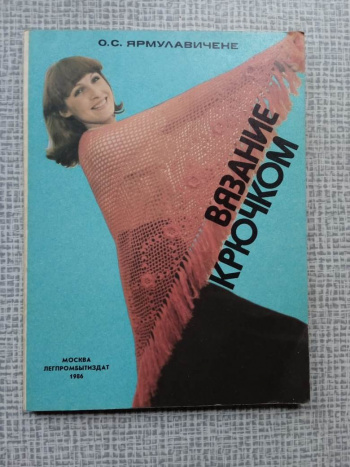 О.С. ЯРМУЛАВИЧЕНЕ
ВЯЗАНИЕ
КРЮЧКОМ
МОСКВА
ЛЕГПРОМБЫТИЗДАТ
1986